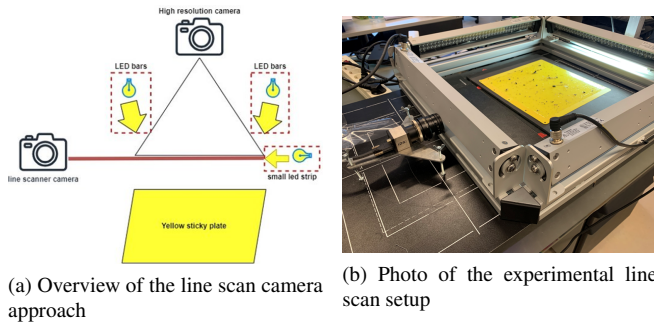 High resolution camera
LED bars
LED bars
line scanner camera
small led strip
Yellow sticky plate
(a) Overview of the line scan camera
approach
(b) Photo of the experimental line
scan setup